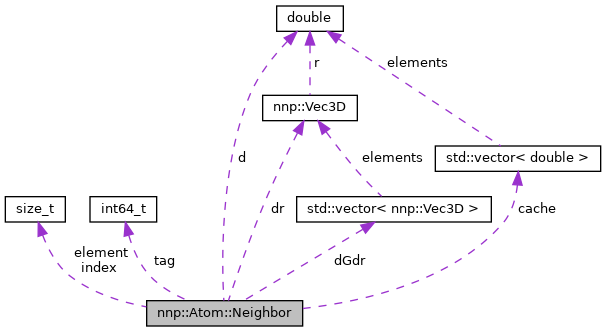 double
elements
r
nnp::Vec3D
d
elements
std::vector< double >
size_t
int64_t
dr
std::vector< nnp::Vec3D >
cache
element
index
tag
dGdr
nnp::Atom::Neighbor